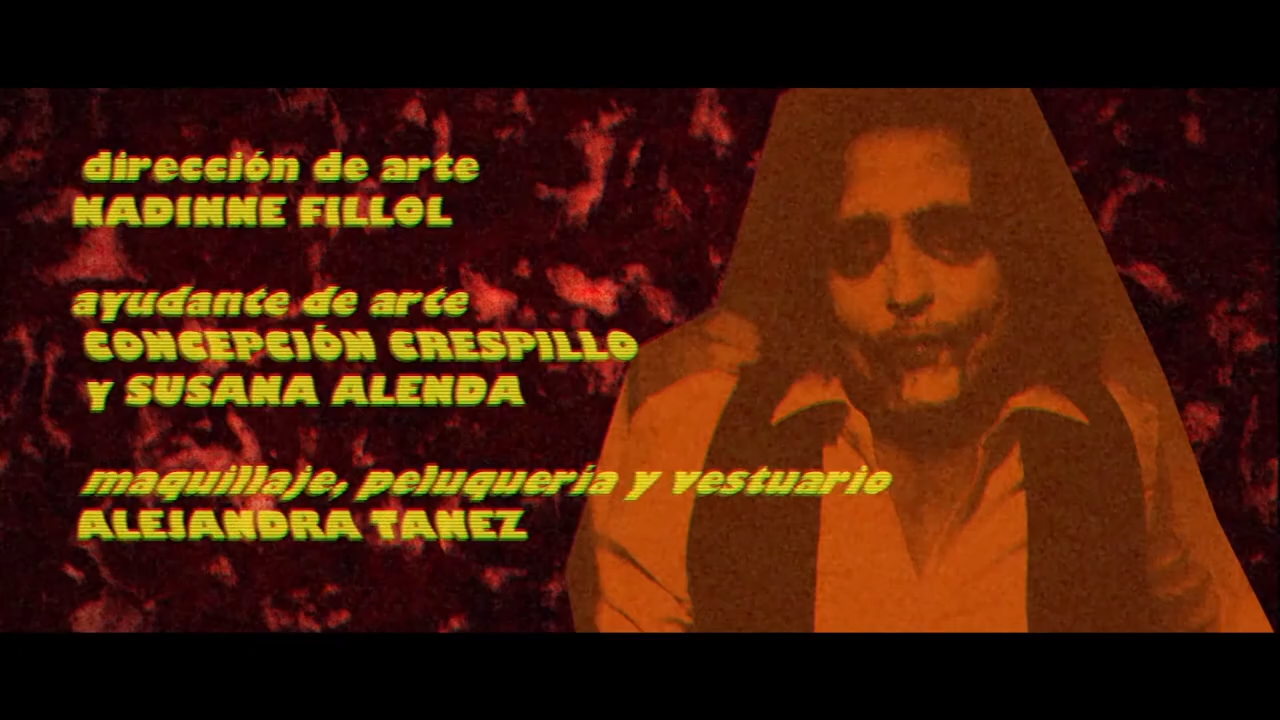 dirección de arte
NADINNE FILLOL
ayudante de arte
CONCEPCIÓN CRESPILLO
y SUSANA ALENDA
maquillaje, peluquería y vestuario
ALEJANDRA TANEZ